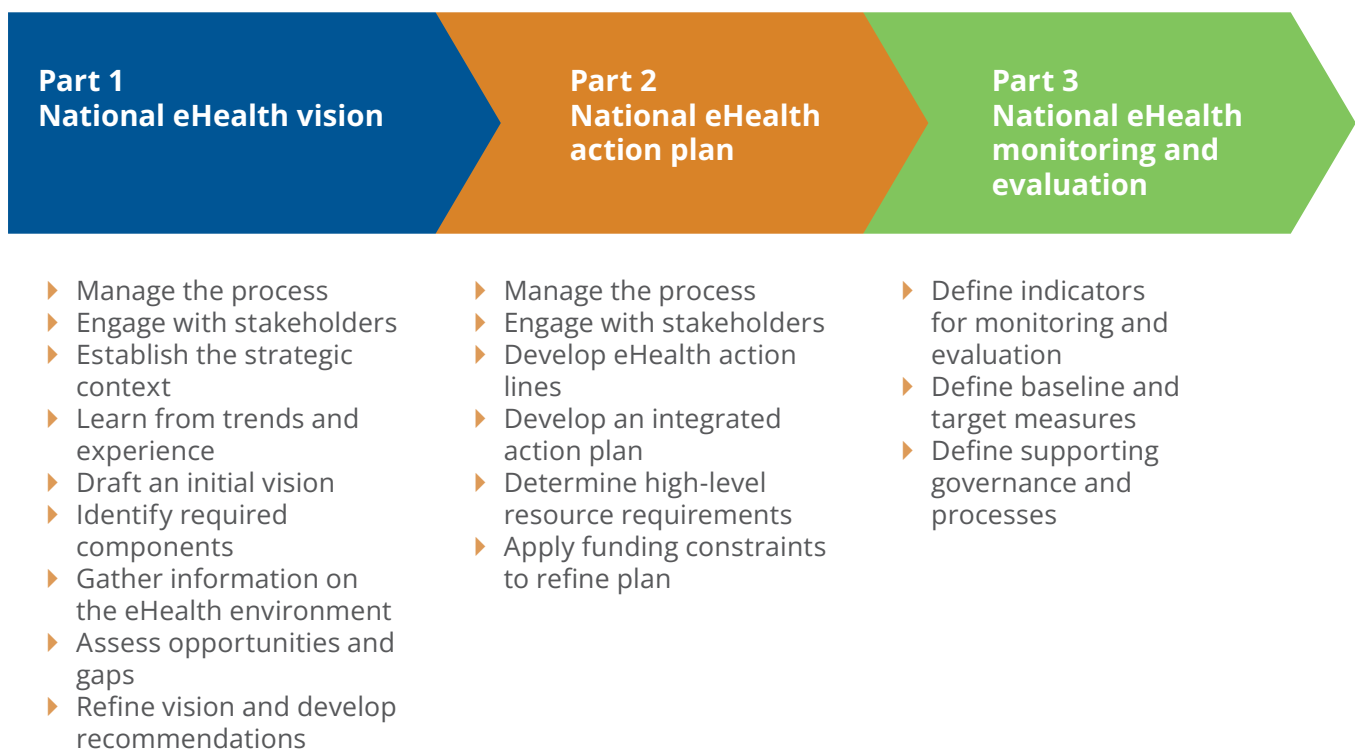 Part 1
National eHealth vision
Part 2
National eHealth
action plan
Part 3
National eHealth
monitoring and
evaluation
Manage the process
Engage with stakeholders
Establish the strategic
context
Learn from trends and
experience
Draft an initial vision
Identify required
components
Gather information on
the eHealth environment
Assess opportunities and
gaps
Refine vision and develop
recommendations
Manage the process
Engage with stakeholders
Develop eHealth action
lines
Develop an integrated
action plan
Determine high-level
resource requirements
Apply funding constraints
to refine plan
Define indicators
for monitoring and
evaluation
Define baseline and
target measures
Define supporting
governance and
processes